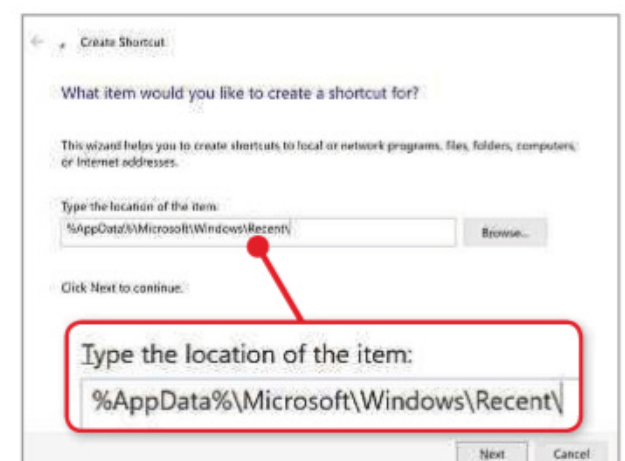 Create Shortcut
What item would you like to create a shortcut for?
This wizard helps you to create shortcuts to local or network programs, files, folders, computers,
or Internet addresses.
Type the location of the item:
%AppData%\Microsoft\Windows\Recent\
Browse...
Click Next to continue.
Type the location of the item:
%AppData%\Microsoft\Windows\Recent\
Next
Cancel